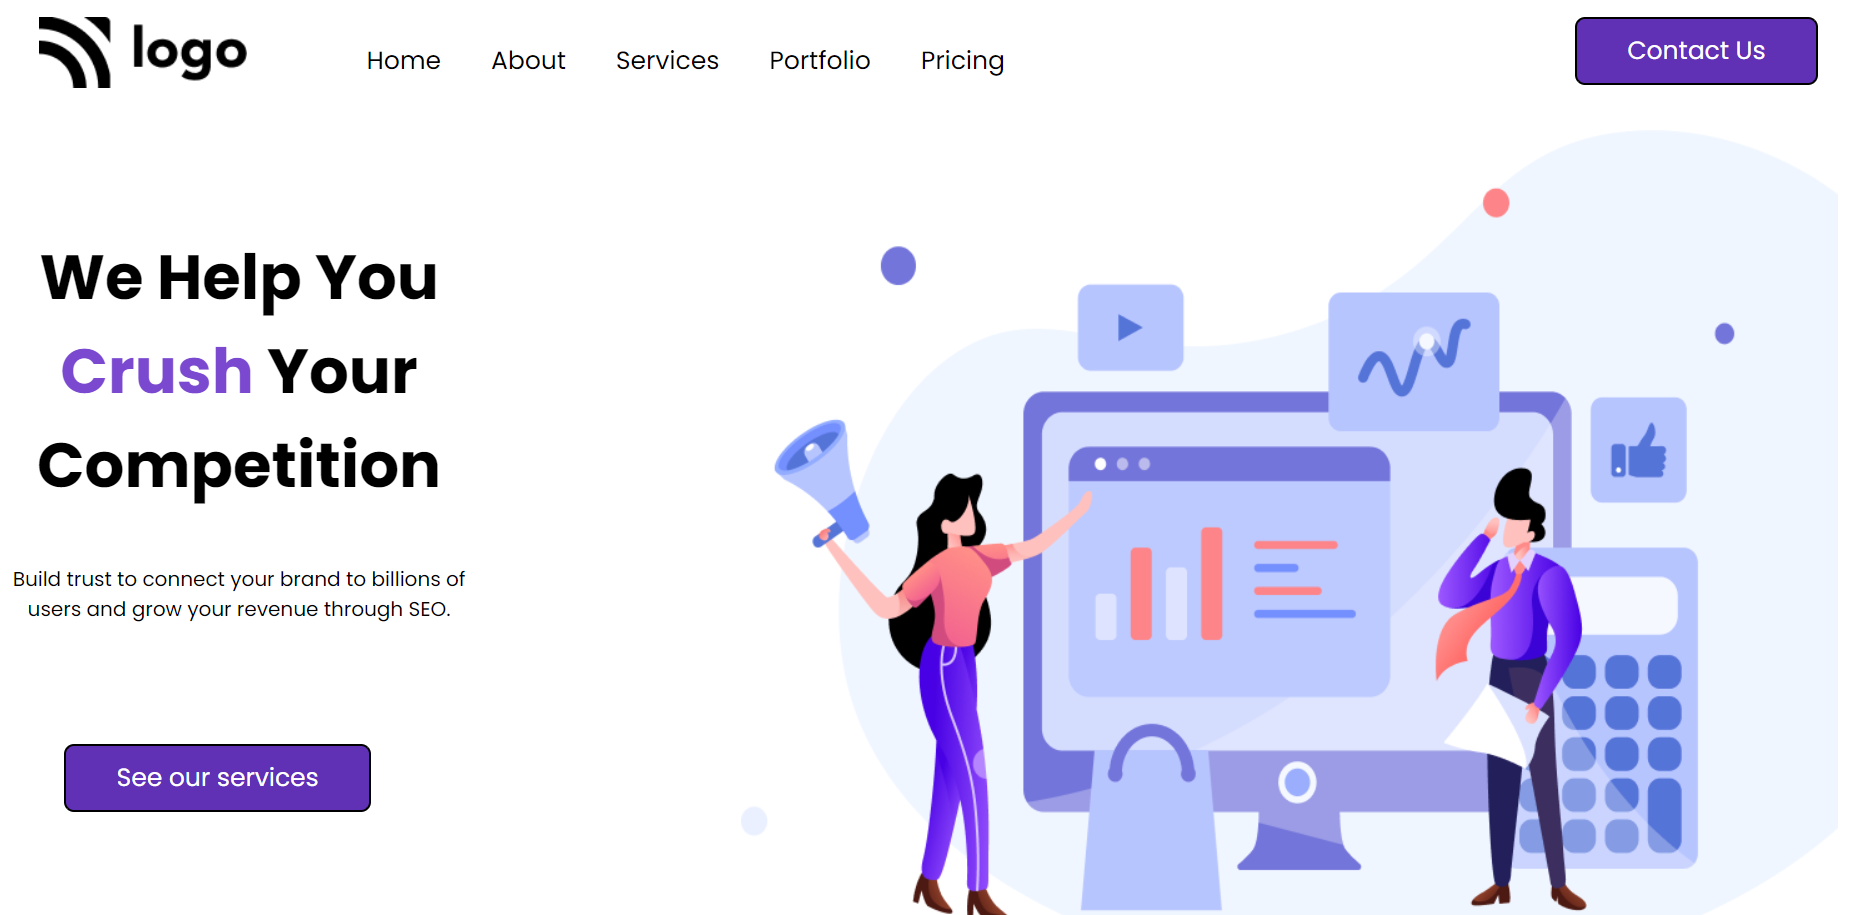 logo
Home About Services Portfolio Pricing
Contact Us
We Help You
Crush Your
Competition
Build trust to connect your brand to billions of
users and grow your revenue through SEO.
See our services